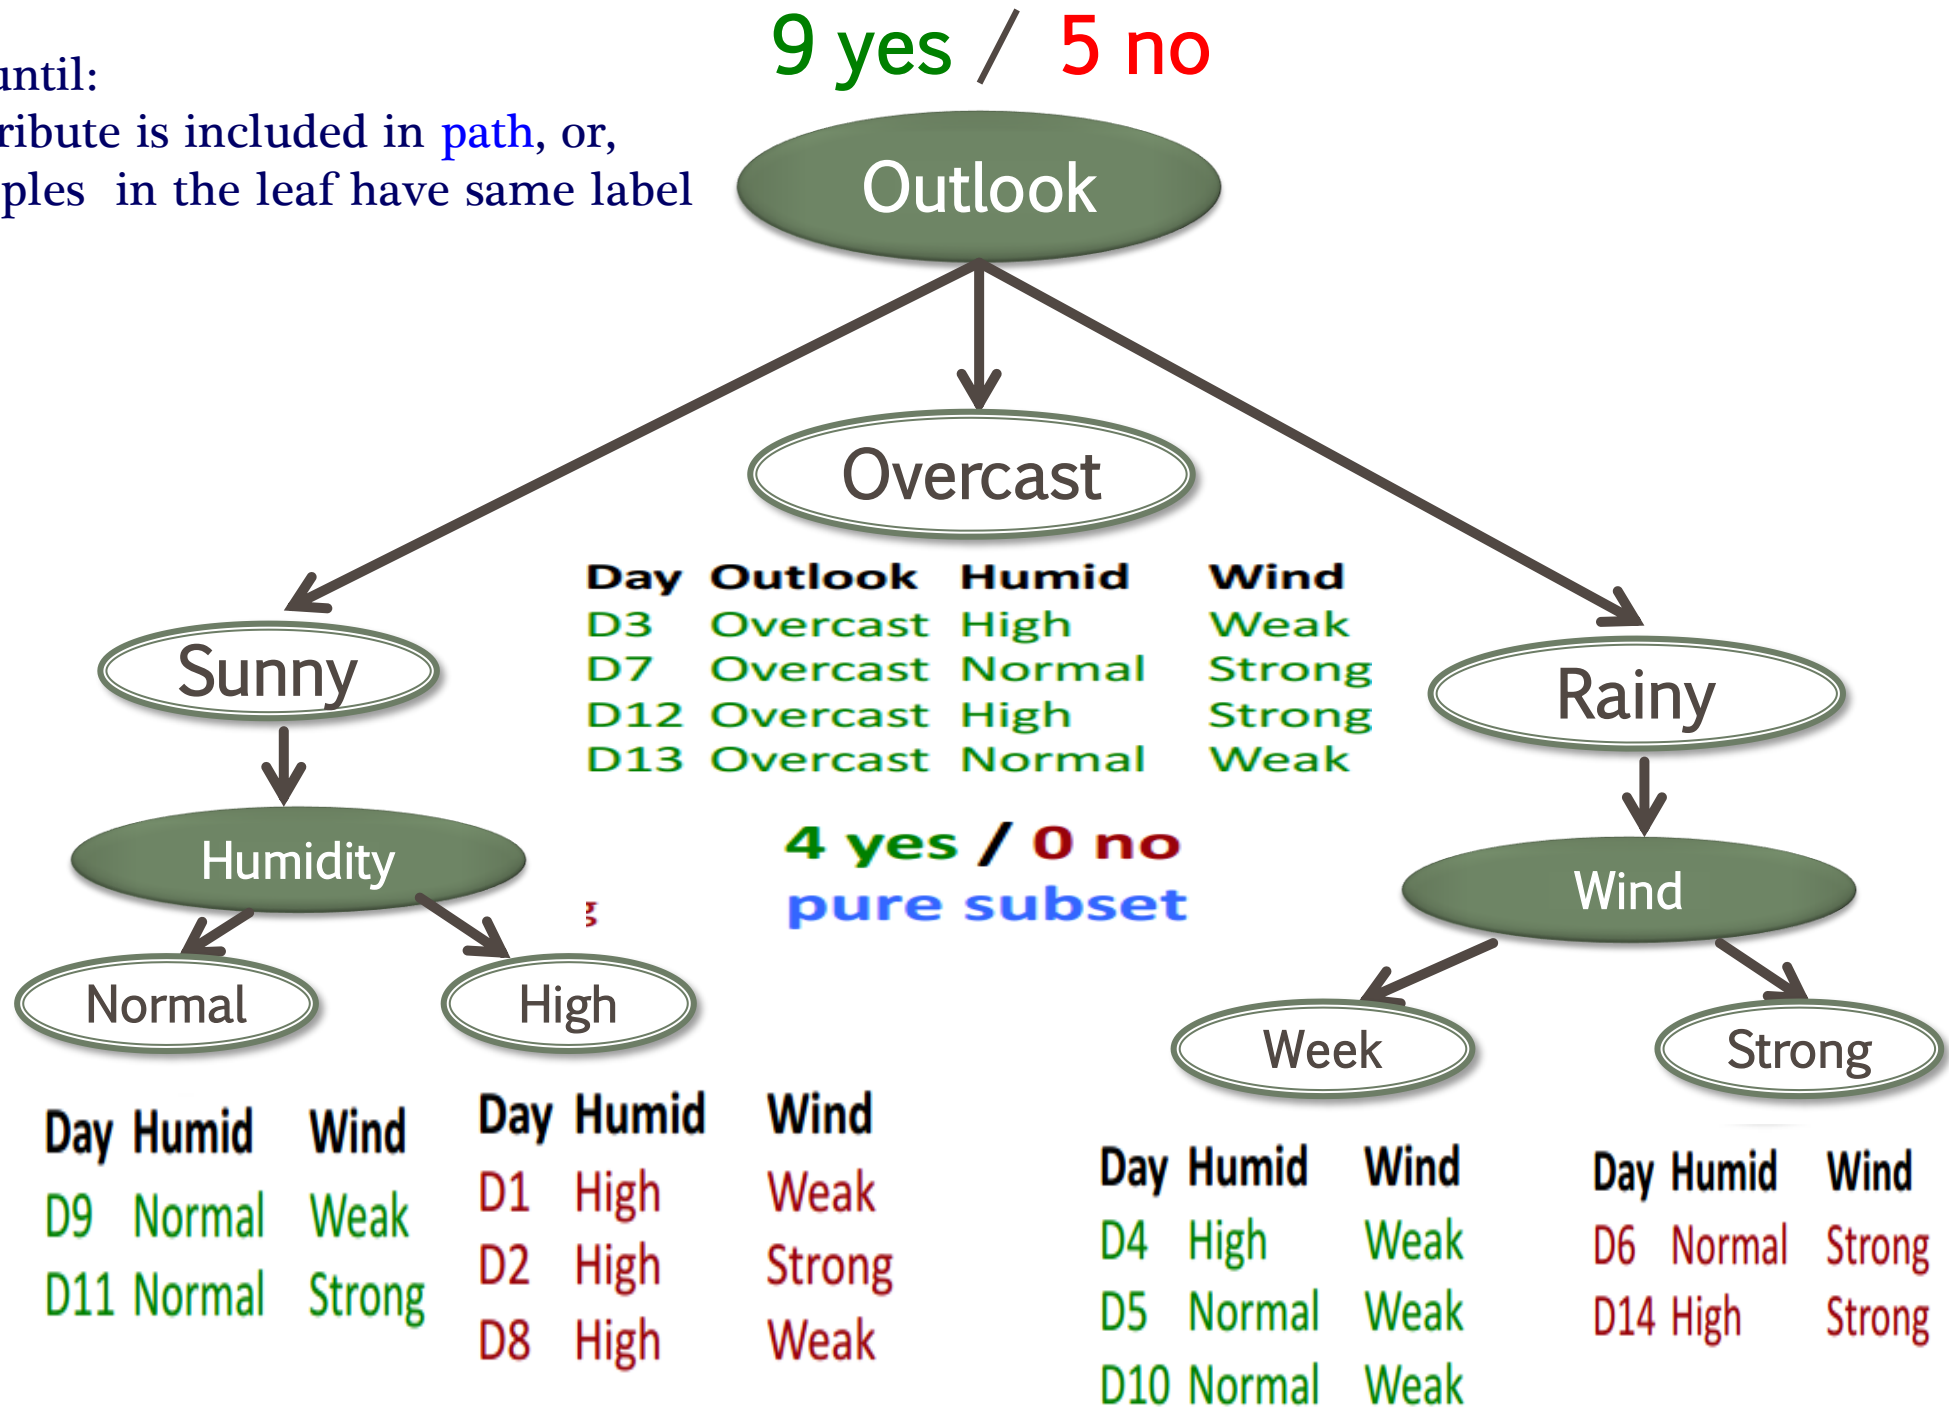 9 yes / 5 no
until:
ribute is included in path, or,
ples in the leaf have same label
Outlook
Overcast
Day Outlook Humid Wind
D3 Overcast High Weak
D7 Overcast Normal Strong
D12 Overcast High Strong
D13 Overcast Normal Weak
4 yes / 0 no
pure subset
Sunny
Humidity
g
Normal
High
Day Humid Wind
D9 Normal Weak
D11 Normal Strong
Day Humid Wind
D1 High Weak
D2 High Strong
D8 High Weak
Rainy
Wind
Week
Strong
Day Humid Wind
D4 High Weak
D5 Normal Weak
D10 Normal Weak
Day Humid Wind
D6 Normal Strong
D14 High Strong